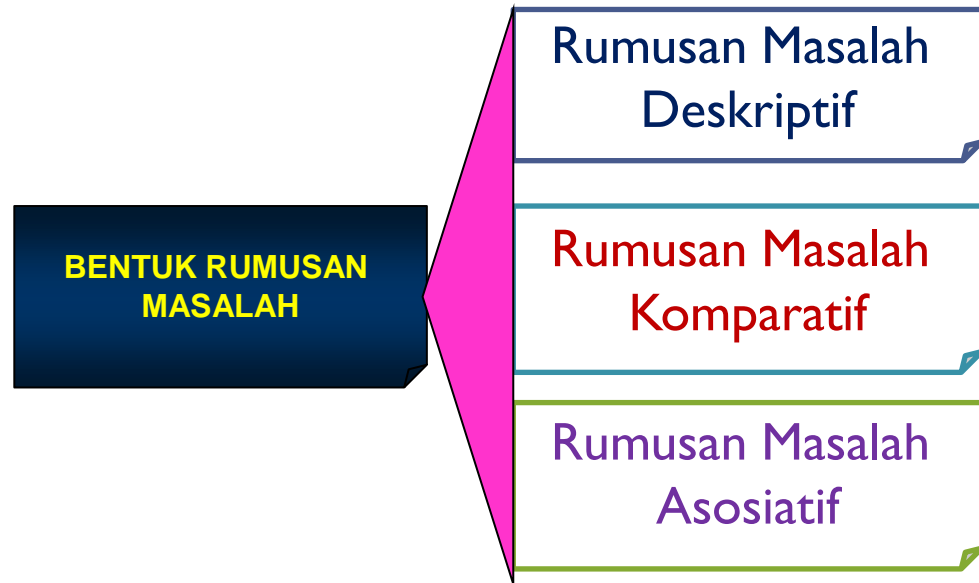 BENTUK RUMUSAN
MASALAH
Rumusan Masalah
Deskriptif
Rumusan Masalah
Komparatif
Rumusan Masalah
Asosiatif